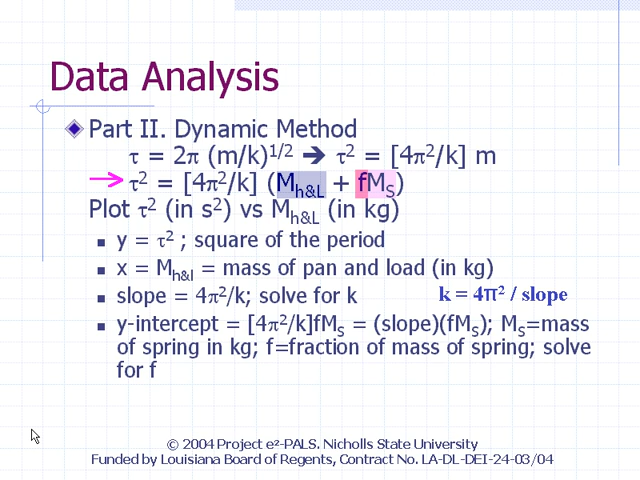 Data Analysis
Part II. Dynamic Method
τ = 2π (m/k)^1/2 ➔ τ² = [4π²/k] m
τ² = [4π²/k] (M_h&L + fM_S)
Plot τ² (in s²) vs M_h&L (in kg)
y = τ² ; square of the period
x = M_h&l = mass of pan and load (in kg)
slope = 4π²/k; solve for k k = 4π² / slope
y-intercept = [4π²/k]fM_S = (slope)(fM_S); M_S=mass
of spring in kg; f=fraction of mass of spring; solve
for f
© 2004 Project e²-PALS. Nicholls State University
Funded by Louisiana Board of Regents, Contract No. LA-DL-DEI-24-03/04